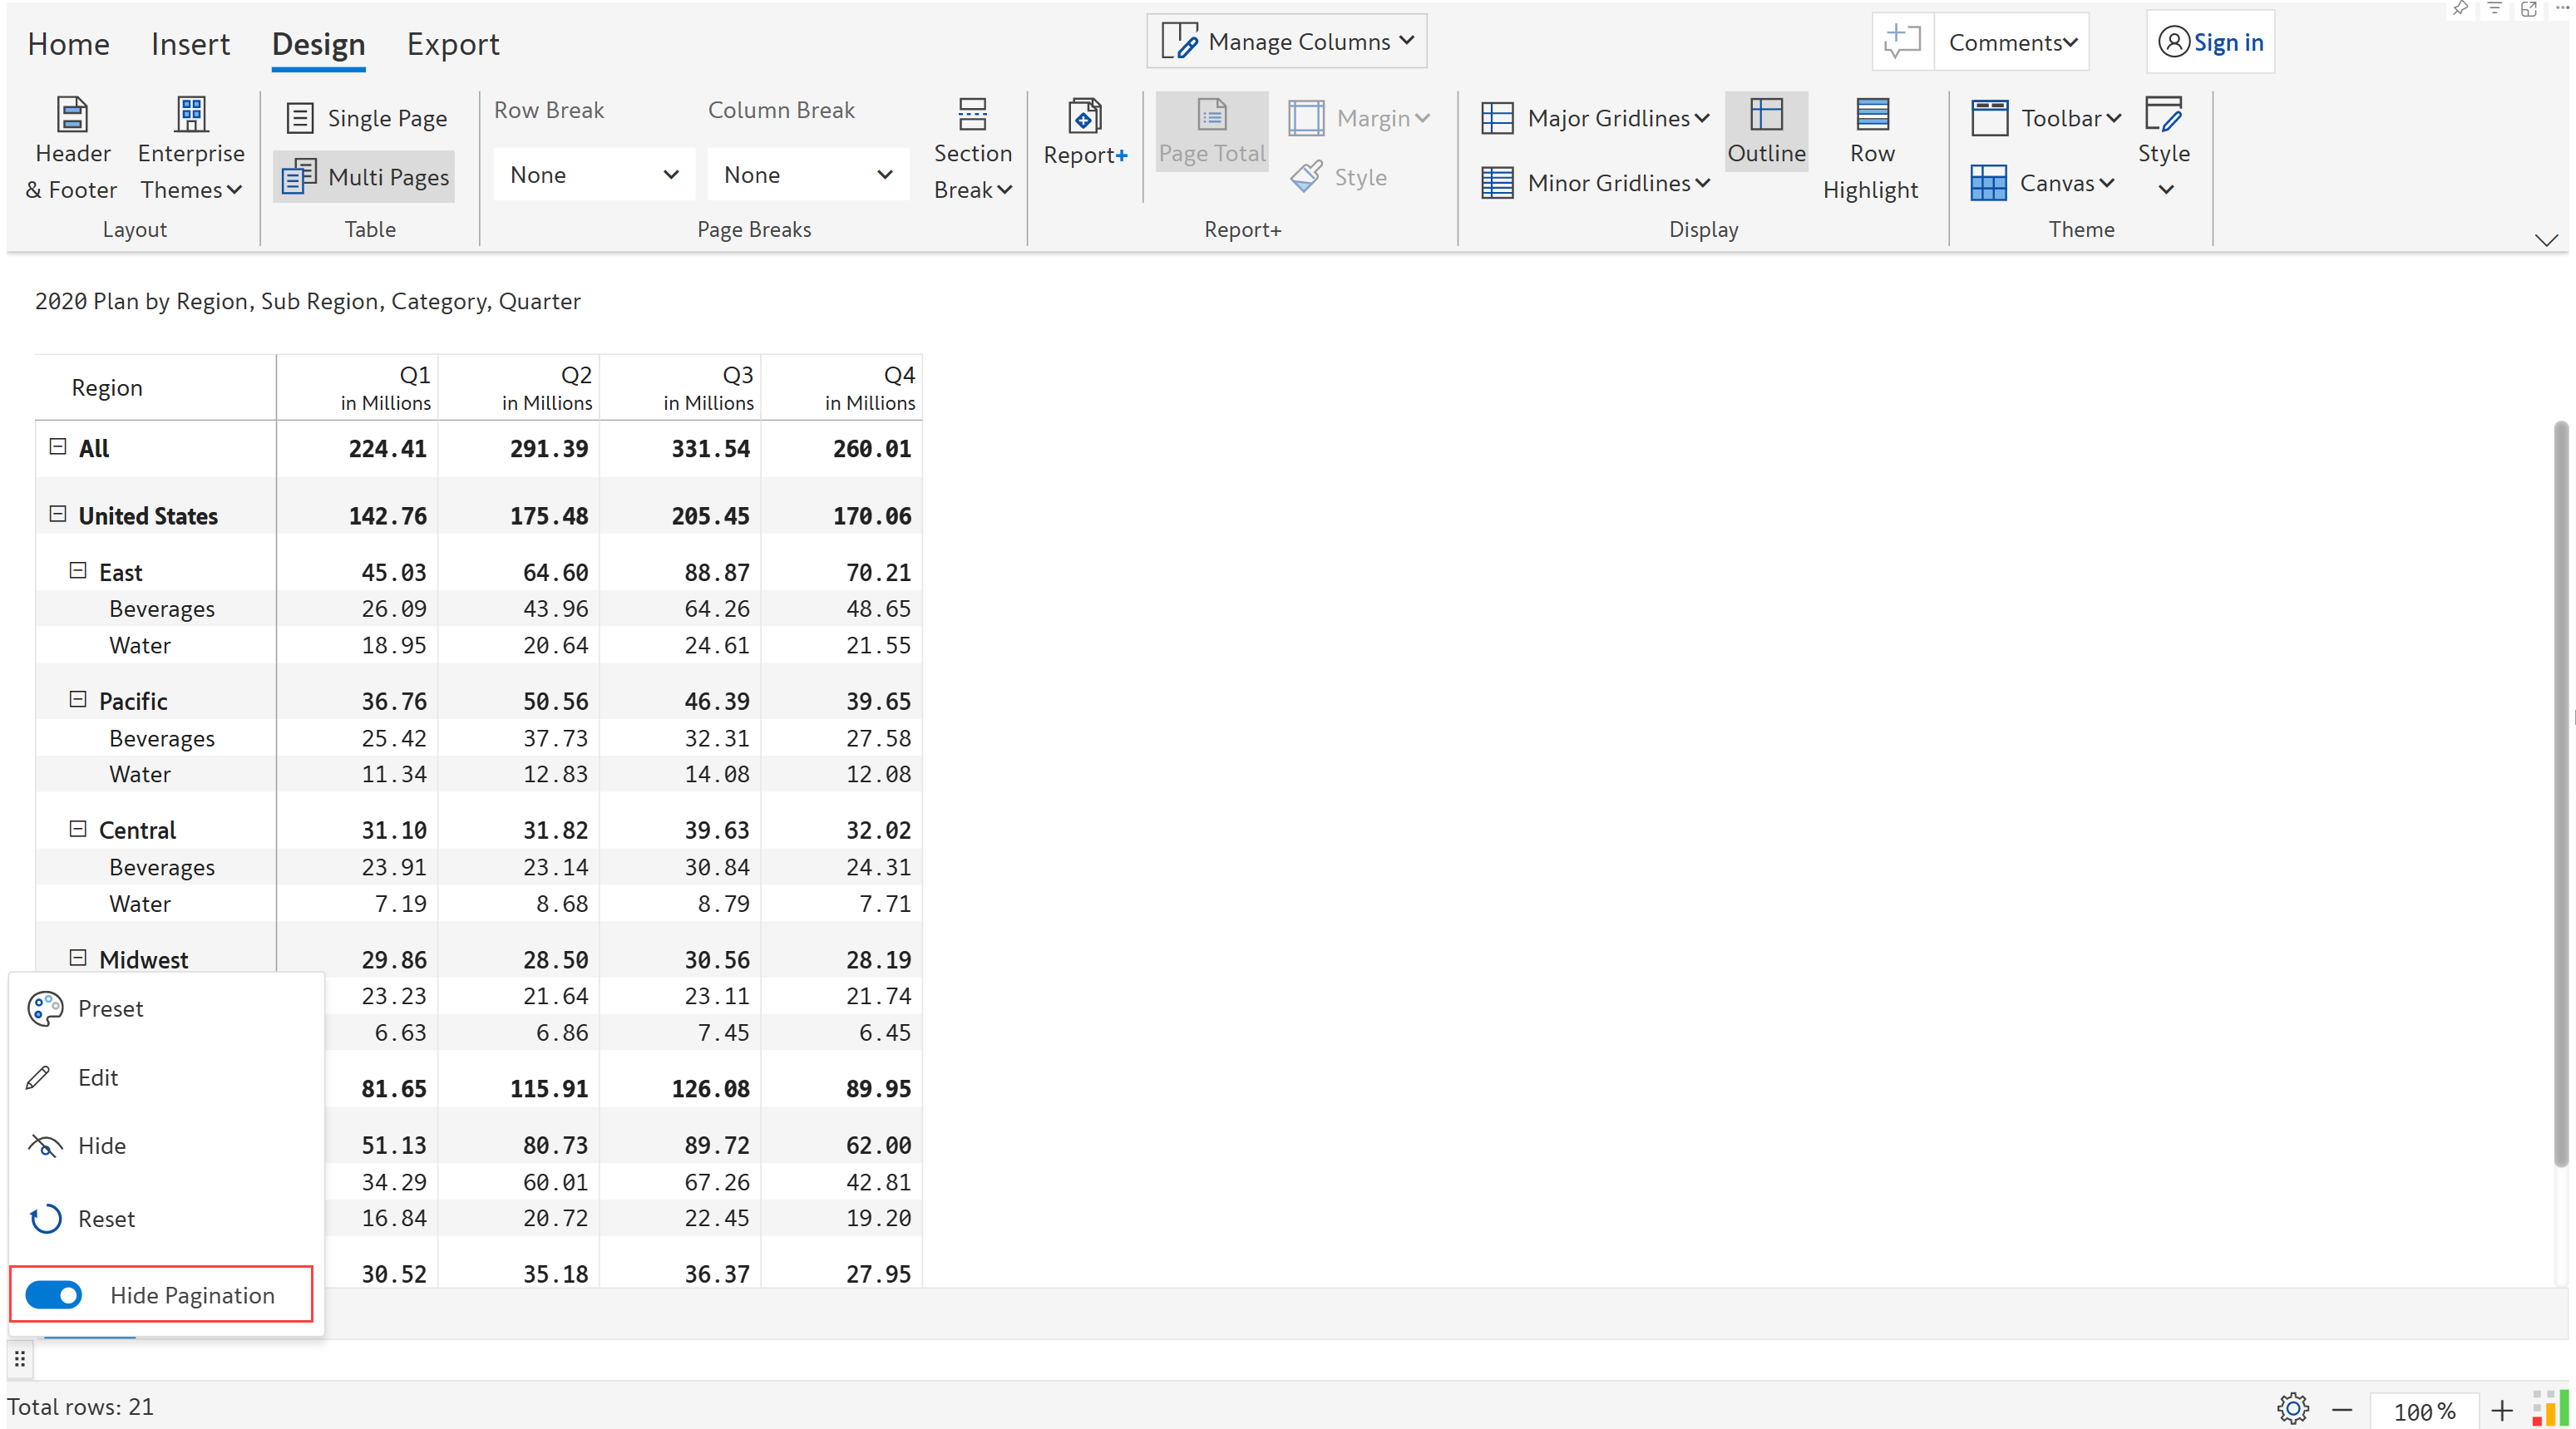 Home Insert Design Export Manage Columns Comments Sign in
Header & Footer
Enterprise Themes
Layout
Single Page
Multi Pages
Table
Row Break Column Break
None None
Section Break
Page Breaks
Report+
Page Total
Margin
Style
Report+
Major Gridlines
Minor Gridlines
Outline
Row Highlight
Display
Toolbar
Canvas
Style
Theme
2020 Plan by Region, Sub Region, Category, Quarter
Region Q1 Q2 Q3 Q4
in Millions in Millions in Millions in Millions
All 224.41 291.39 331.54 260.01
United States 142.76 175.48 205.45 170.06
East 45.03 64.60 88.87 70.21
Beverages 26.09 43.96 64.26 48.65
Water 18.95 20.64 24.61 21.55
Pacific 36.76 50.56 46.39 39.65
Beverages 25.42 37.73 32.31 27.58
Water 11.34 12.83 14.08 12.08
Central 31.10 31.82 39.63 32.02
Beverages 23.91 23.14 30.84 24.31
Water 7.19 8.68 8.79 7.71
Midwest 29.86 28.50 30.56 28.19
23.23 21.64 23.11 21.74
6.63 6.86 7.45 6.45
81.65 115.91 126.08 89.95
51.13 80.73 89.72 62.00
34.29 60.01 67.26 42.81
16.84 20.72 22.45 19.20
30.52 35.18 36.37 27.95
Preset
Edit
Hide
Reset
Hide Pagination
Total rows: 21
100 %